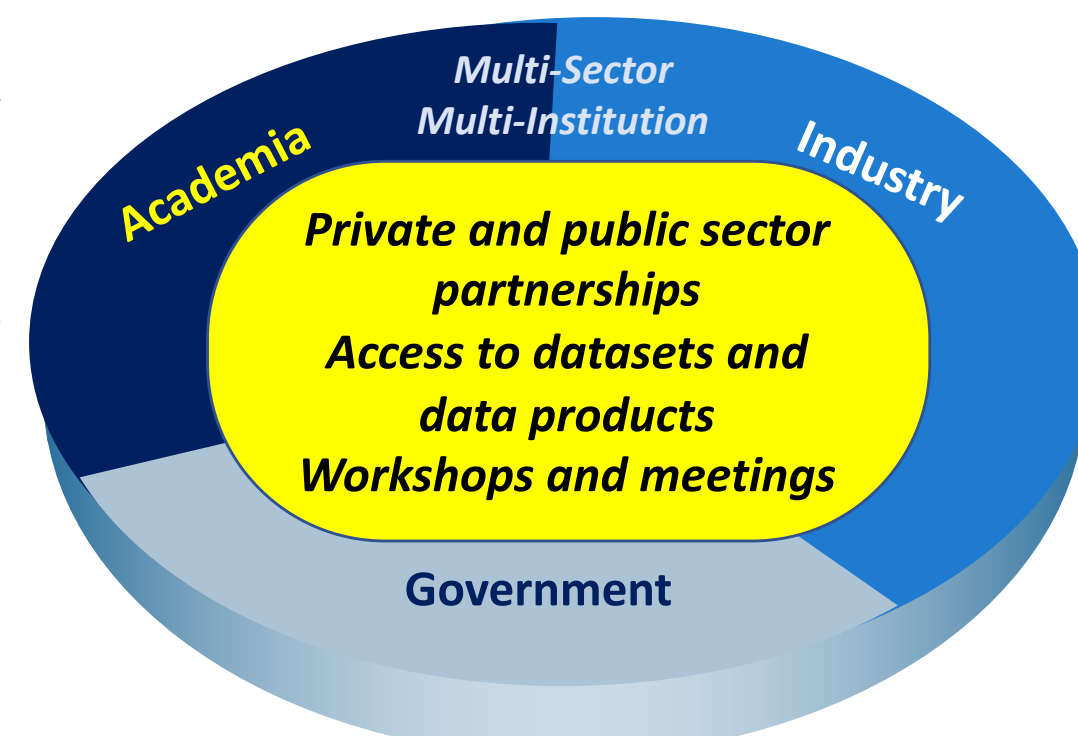 Multi-Sector
Multi-Institution
Academia
Industry
Private and public sector
partnerships
Access to datasets and
data products
Workshops and meetings
Government